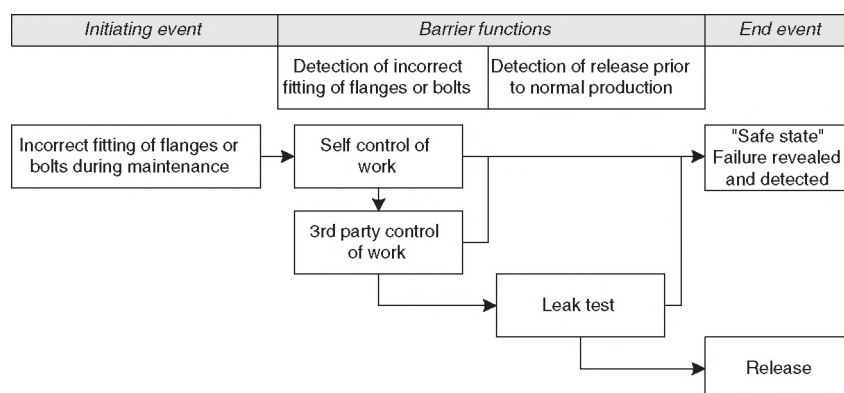 Initiating event
Barrier functions
End event
Detection of incorrect
fitting of flanges or bolts
Detection of release prior
to normal production
Incorrect fitting of flanges or
bolts during maintenance
Self control of
work
"Safe state"
Failure revealed
and detected
3rd party control
of work
Leak test
Release